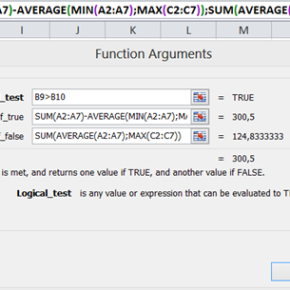 A7)-AVERAGE(MIN(A2:A7);MAX(C2:C7));SUM(AVERAGE(
I J K L M
Function Arguments
_test B9>B10 = TRUE
f_true SUM(A2:A7)-AVERAGE(MIN(A2:A7);MA = 300,5
f_false SUM(AVERAGE(A2:A7);MAX(C2:C7)) = 124,8333333
= 300,5
is met, and returns one value if TRUE, and another value if FALSE.
Logical_test is any value or expression that can be evaluated to T